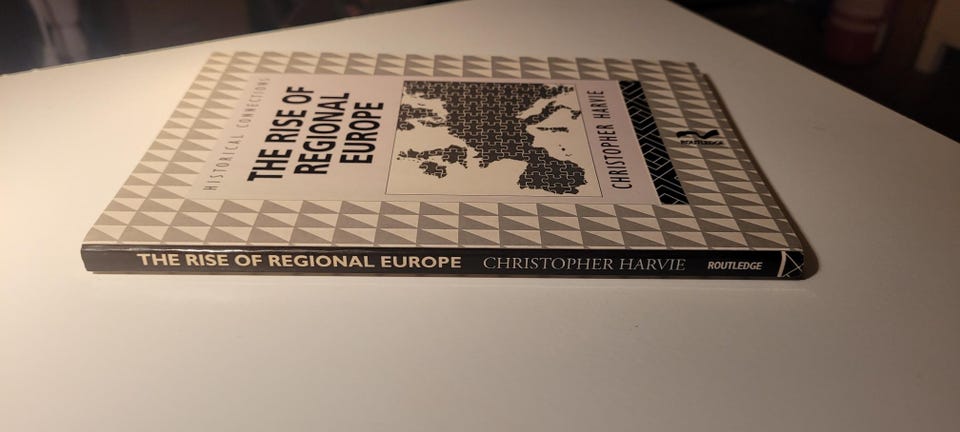 HISTORICAL CONNECTIONS
THE RISE OF
REGIONAL
EUROPE
CHRISTOPHER HARVIE
ROUTLEDGE
THE RISE OF REGIONAL EUROPE CHRISTOPHER HARVIE ROUTLEDGE